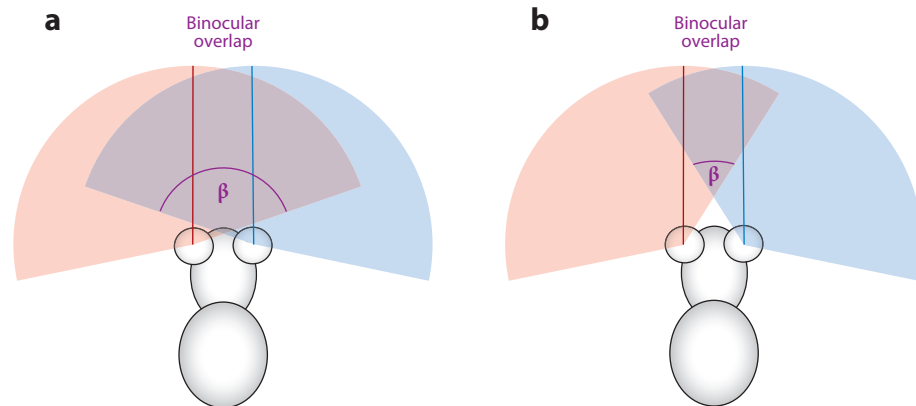 a
Binocular
overlap
β
b
Binocular
overlap
β